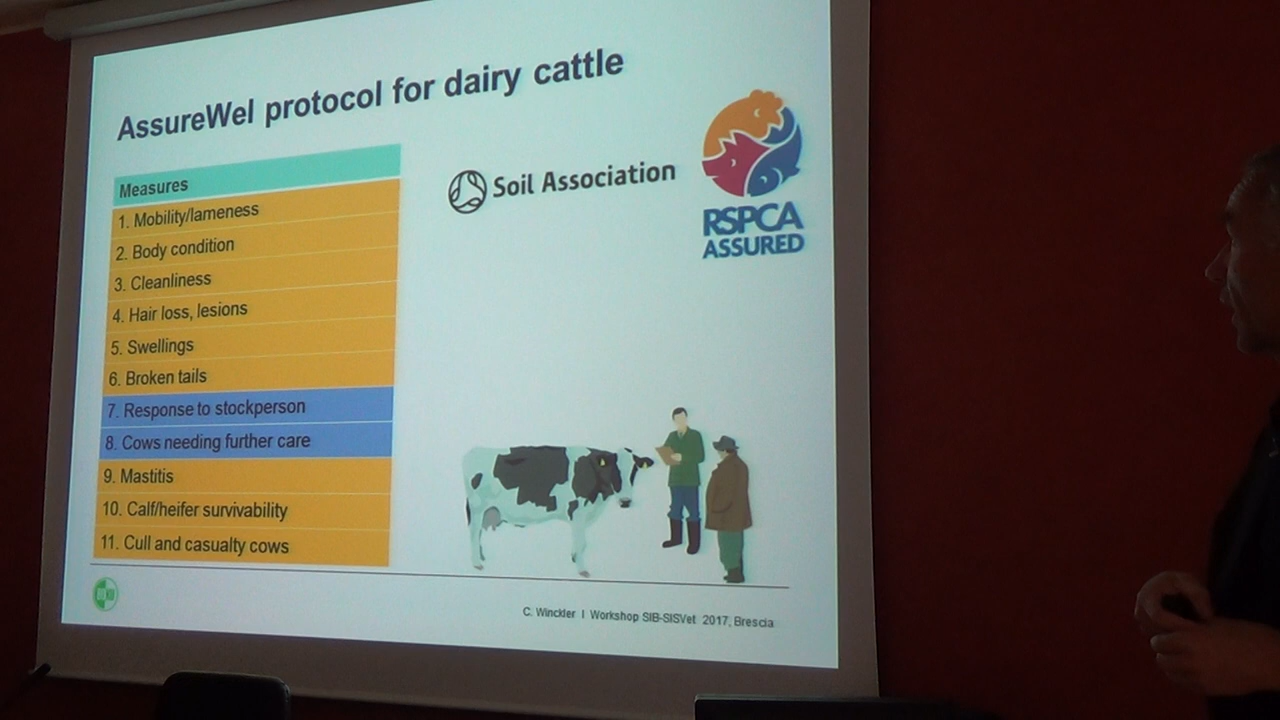 AssureWel protocol for dairy cattle
Measures
1. Mobility/lameness
2. Body condition
3. Cleanliness
4. Hair loss, lesions
5. Swellings
6. Broken tails
7. Response to stockperson
8. Cows needing further care
9. Mastitis
10. Calf/heifer survivability
11. Cull and casualty cows
Soil Association
RSPCA
ASSURED
C. Winckler I Workshop SIB-SISVet 2017, Brescia